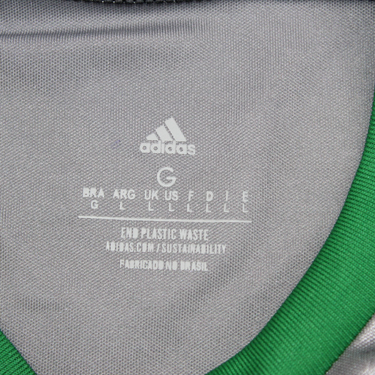 adidas
G
BRA ARG UK US F D I E
G L L L L L L L
END PLASTIC WASTE
ADIDAS.COM/SUSTAINABILITY
FABRICADO NO BRASIL